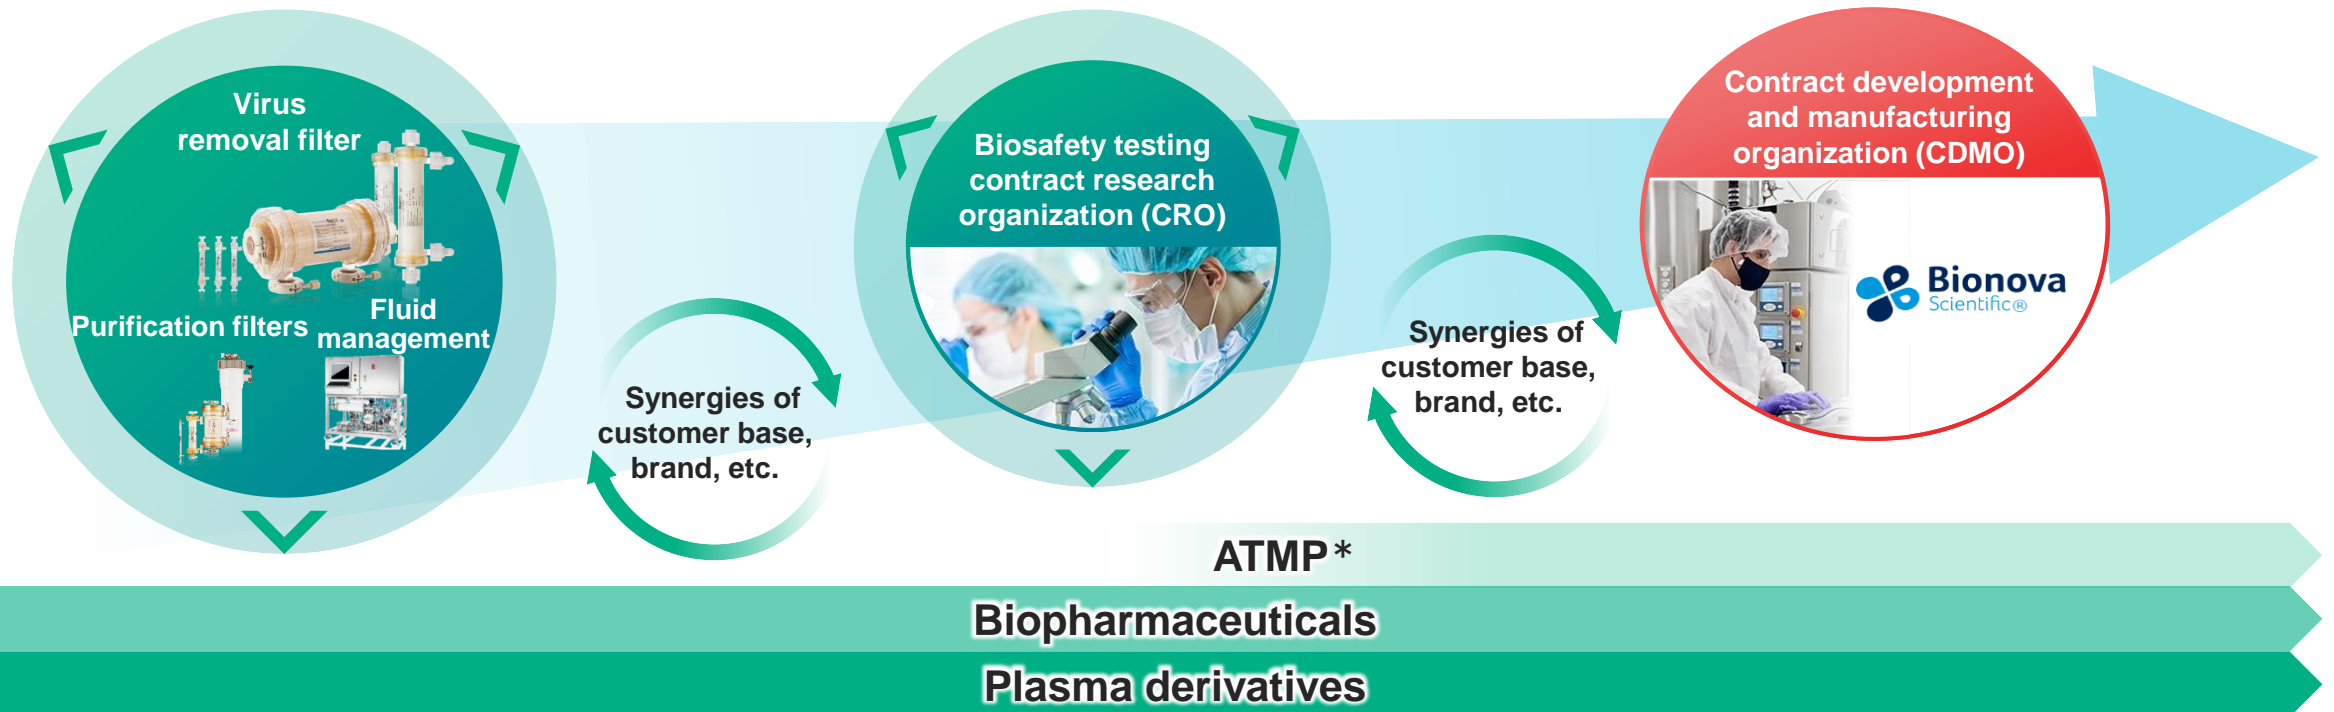 Virus
removal filter
Purification filters
Fluid
management
Synergies of
customer base,
brand, etc.
Biosafety testing
contract research
organization (CRO)
Synergies of
customer base,
brand, etc.
Contract development
and manufacturing
organization (CDMO)
Bionova
Scientific®
ATMP*
Biopharmaceuticals
Plasma derivatives